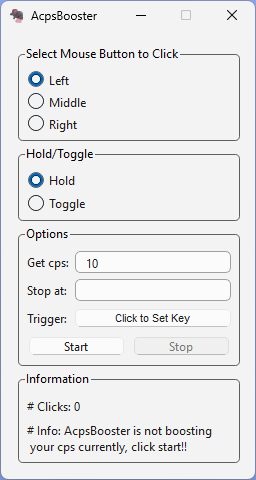 AcpsBooster
Select Mouse Button to Click
Left
Middle
Right
Hold/Toggle
Hold
Toggle
Options
Get cps: 10
Stop at:
Trigger: Click to Set Key
Start Stop
Information
# Clicks: 0
# Info: AcpsBooster is not boosting
your cps currently, click start!!